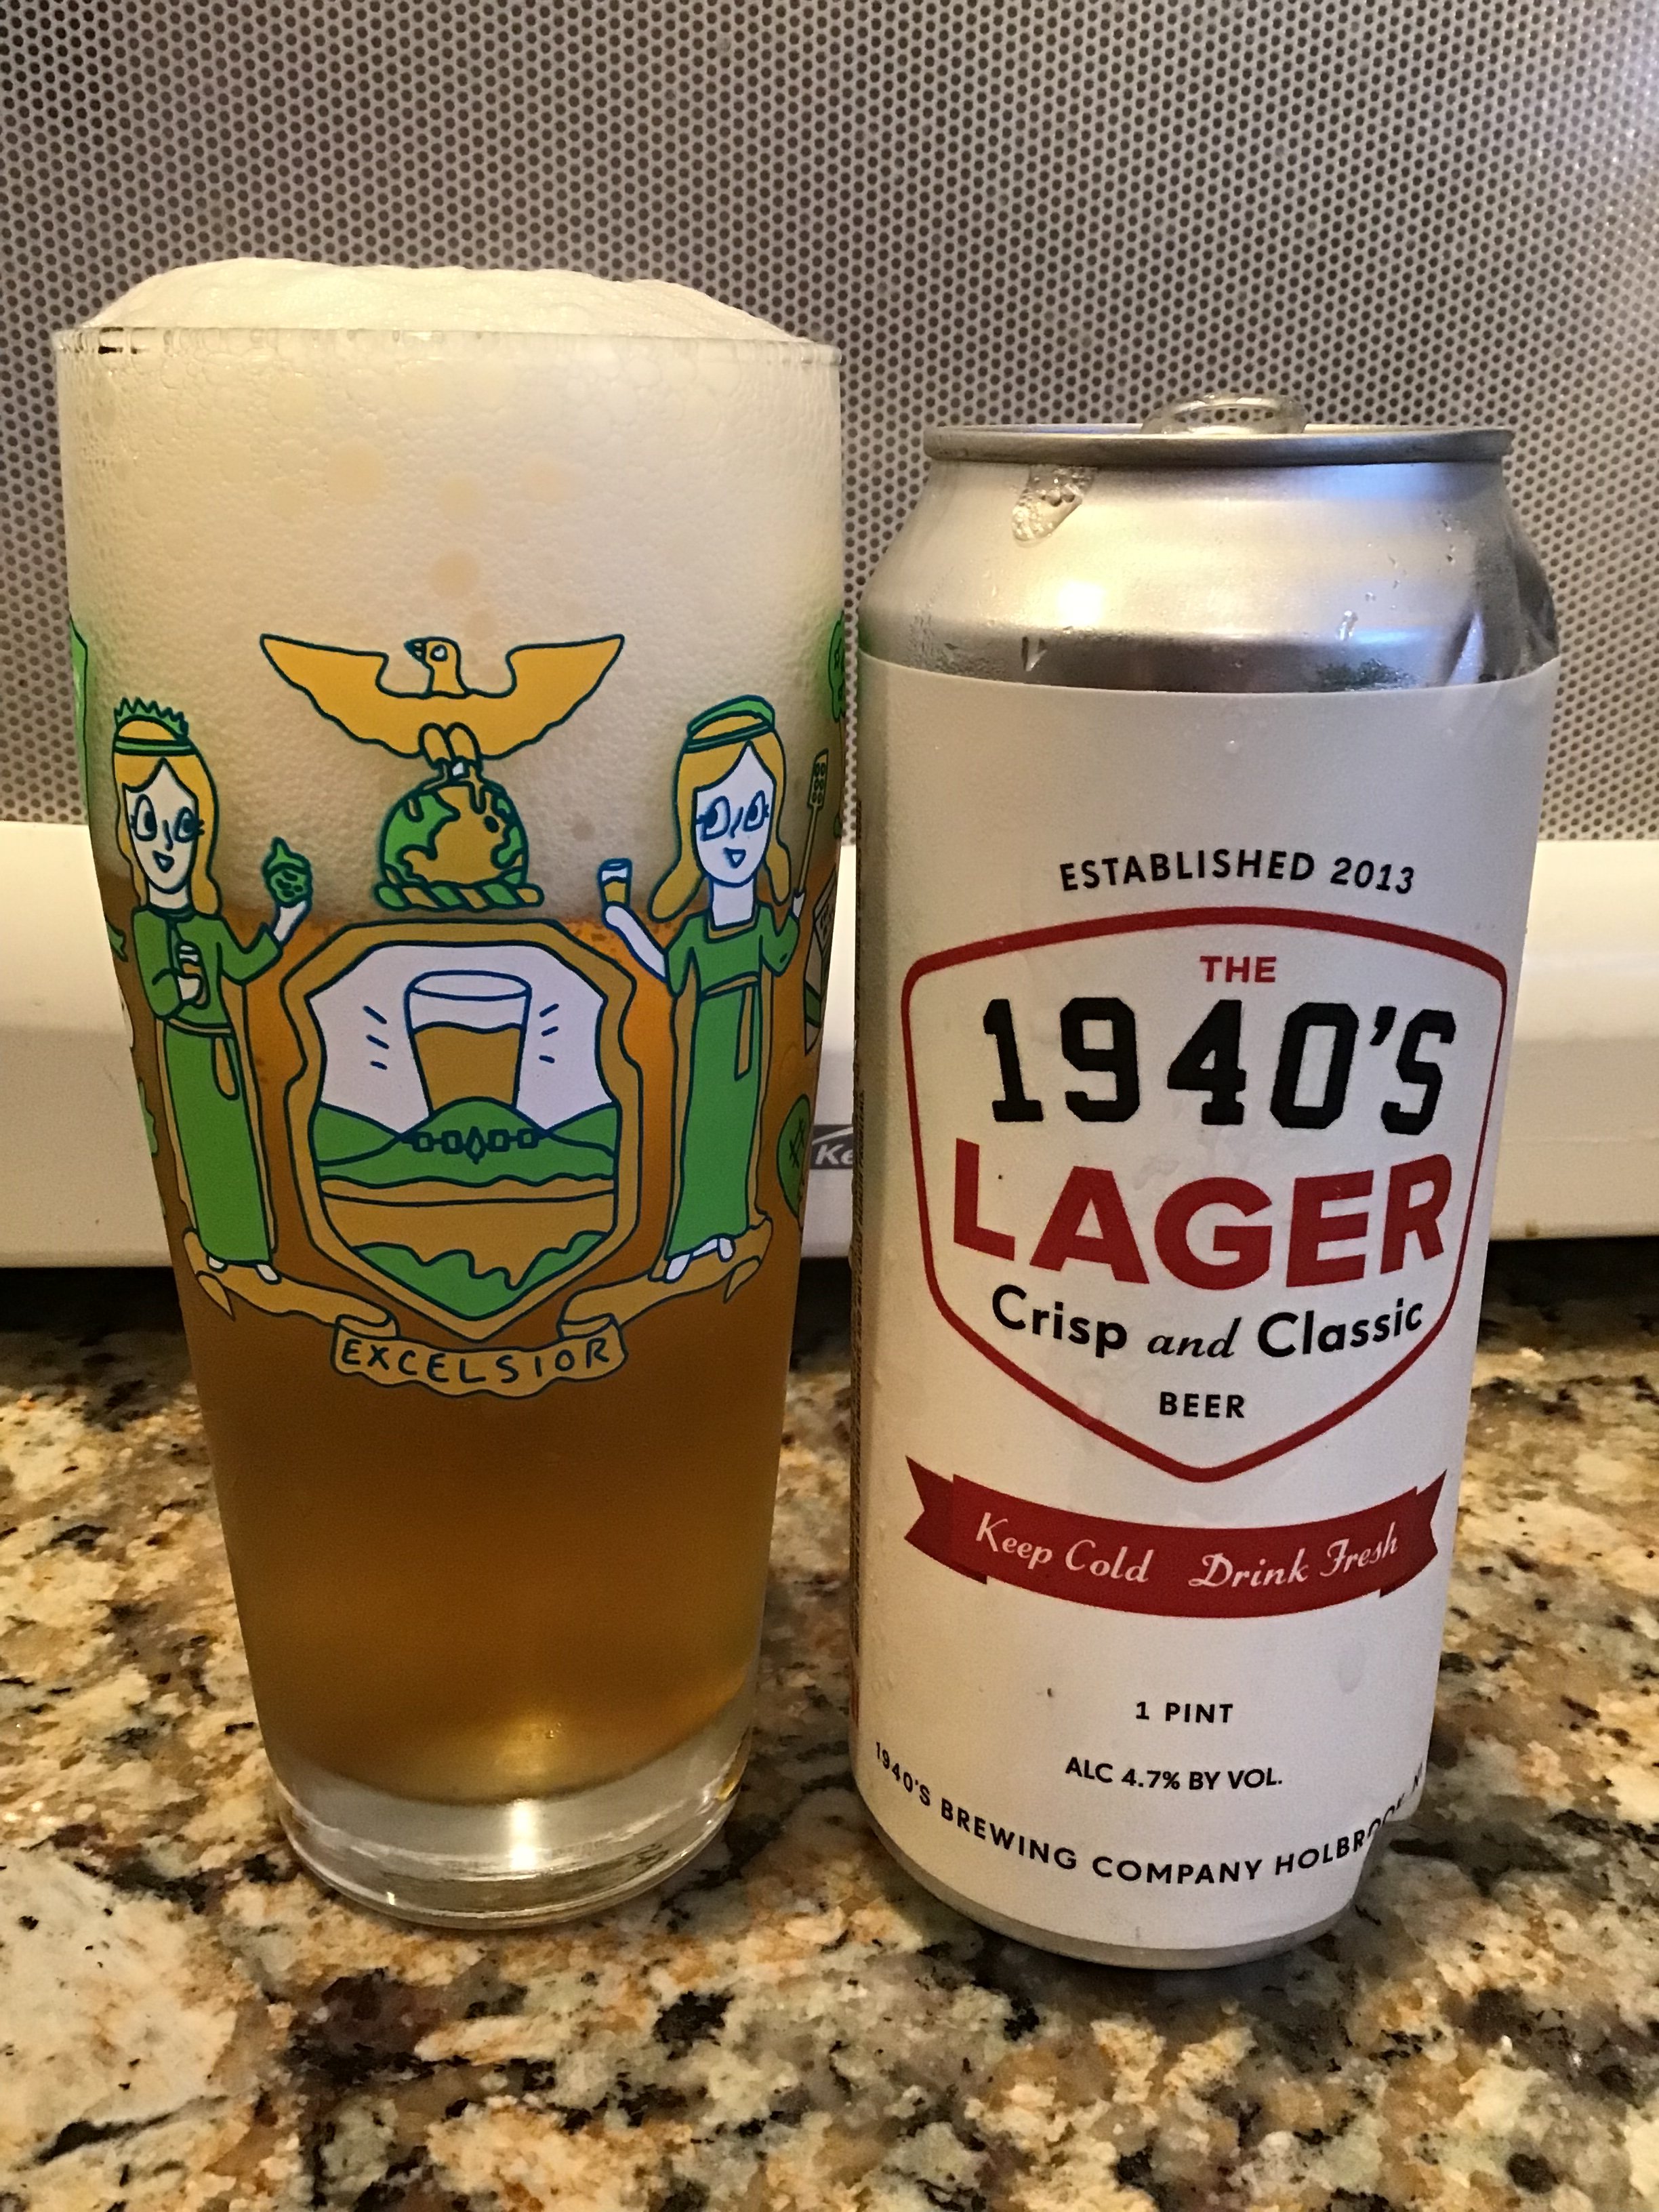 EXCELSIOR
ESTABLISHED 2013
THE
1940'S
LAGER
Crisp and Classic
BEER
Keep Cold Drink Fresh
1 PINT
ALC 4.7% BY VOL.
1940'S BREWING COMPANY HOLBROOK